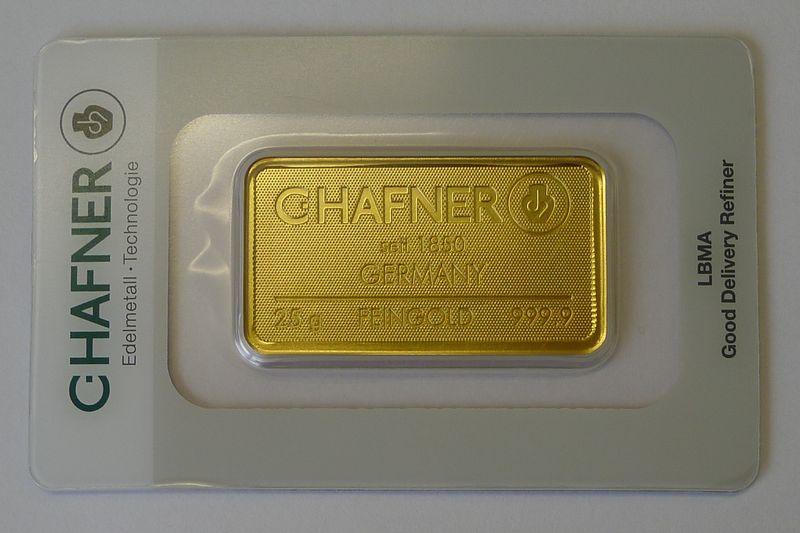 C·HAFNER
Edelmetall · Technologie
C·HAFNER
seit 1850
GERMANY
25 g FEINGOLD 999.9
LBMA
Good Delivery Refiner